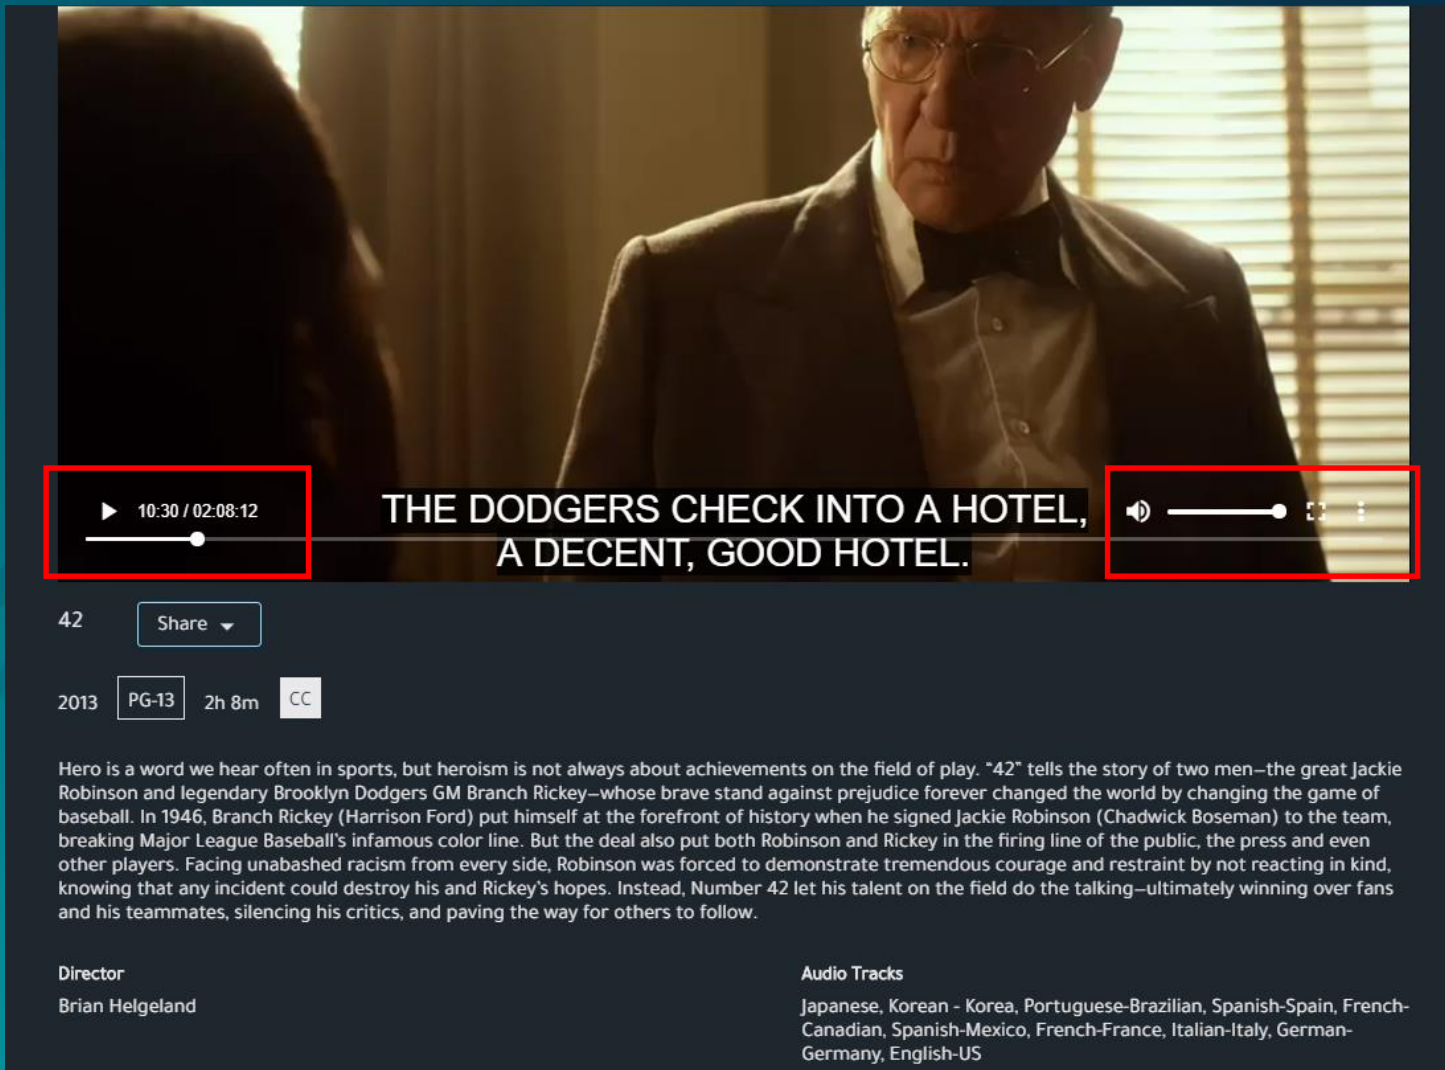 10:30 / 02:08:12
THE DODGERS CHECK INTO A HOTEL,
A DECENT, GOOD HOTEL.
42
Share
2013 PG-13 2h 8m CC
Hero is a word we hear often in sports, but heroism is not always about achievements on the field of play. "42" tells the story of two men—the great Jackie
Robinson and legendary Brooklyn Dodgers GM Branch Rickey—whose brave stand against prejudice forever changed the world by changing the game of
baseball. In 1946, Branch Rickey (Harrison Ford) put himself at the forefront of history when he signed Jackie Robinson (Chadwick Boseman) to the team,
breaking Major League Baseball's infamous color line. But the deal also put both Robinson and Rickey in the firing line of the public, the press and even
other players. Facing unabashed racism from every side, Robinson was forced to demonstrate tremendous courage and restraint by not reacting in kind,
knowing that any incident could destroy his and Rickey's hopes. Instead, Number 42 let his talent on the field do the talking—ultimately winning over fans
and his teammates, silencing his critics, and paving the way for others to follow.
Director
Brian Helgeland
Audio Tracks
Japanese, Korean - Korea, Portuguese-Brazilian, Spanish-Spain, French-
Canadian, Spanish-Mexico, French-France, Italian-Italy, German-
Germany, English-US